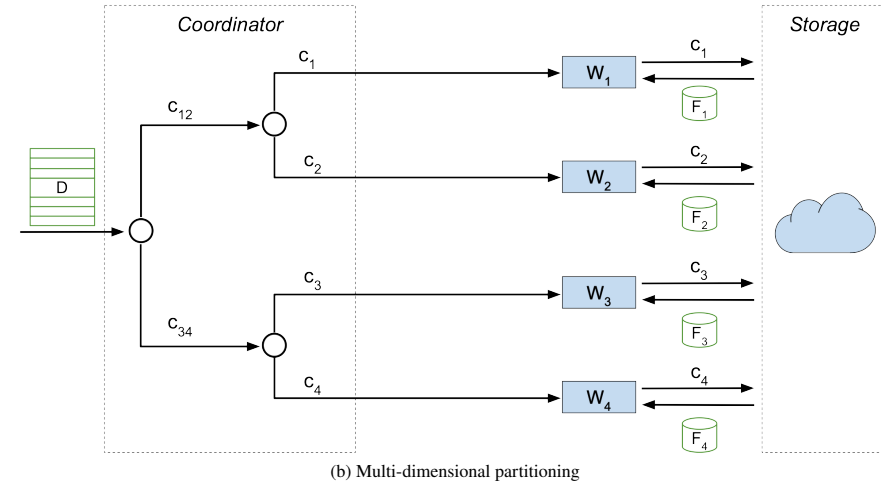 Coordinator
Storage
D
c12
c34
c1
c2
c3
c4
W1
W2
W3
W4
c1
F1
c2
F2
c3
F3
c4
F4
(b) Multi-dimensional partitioning